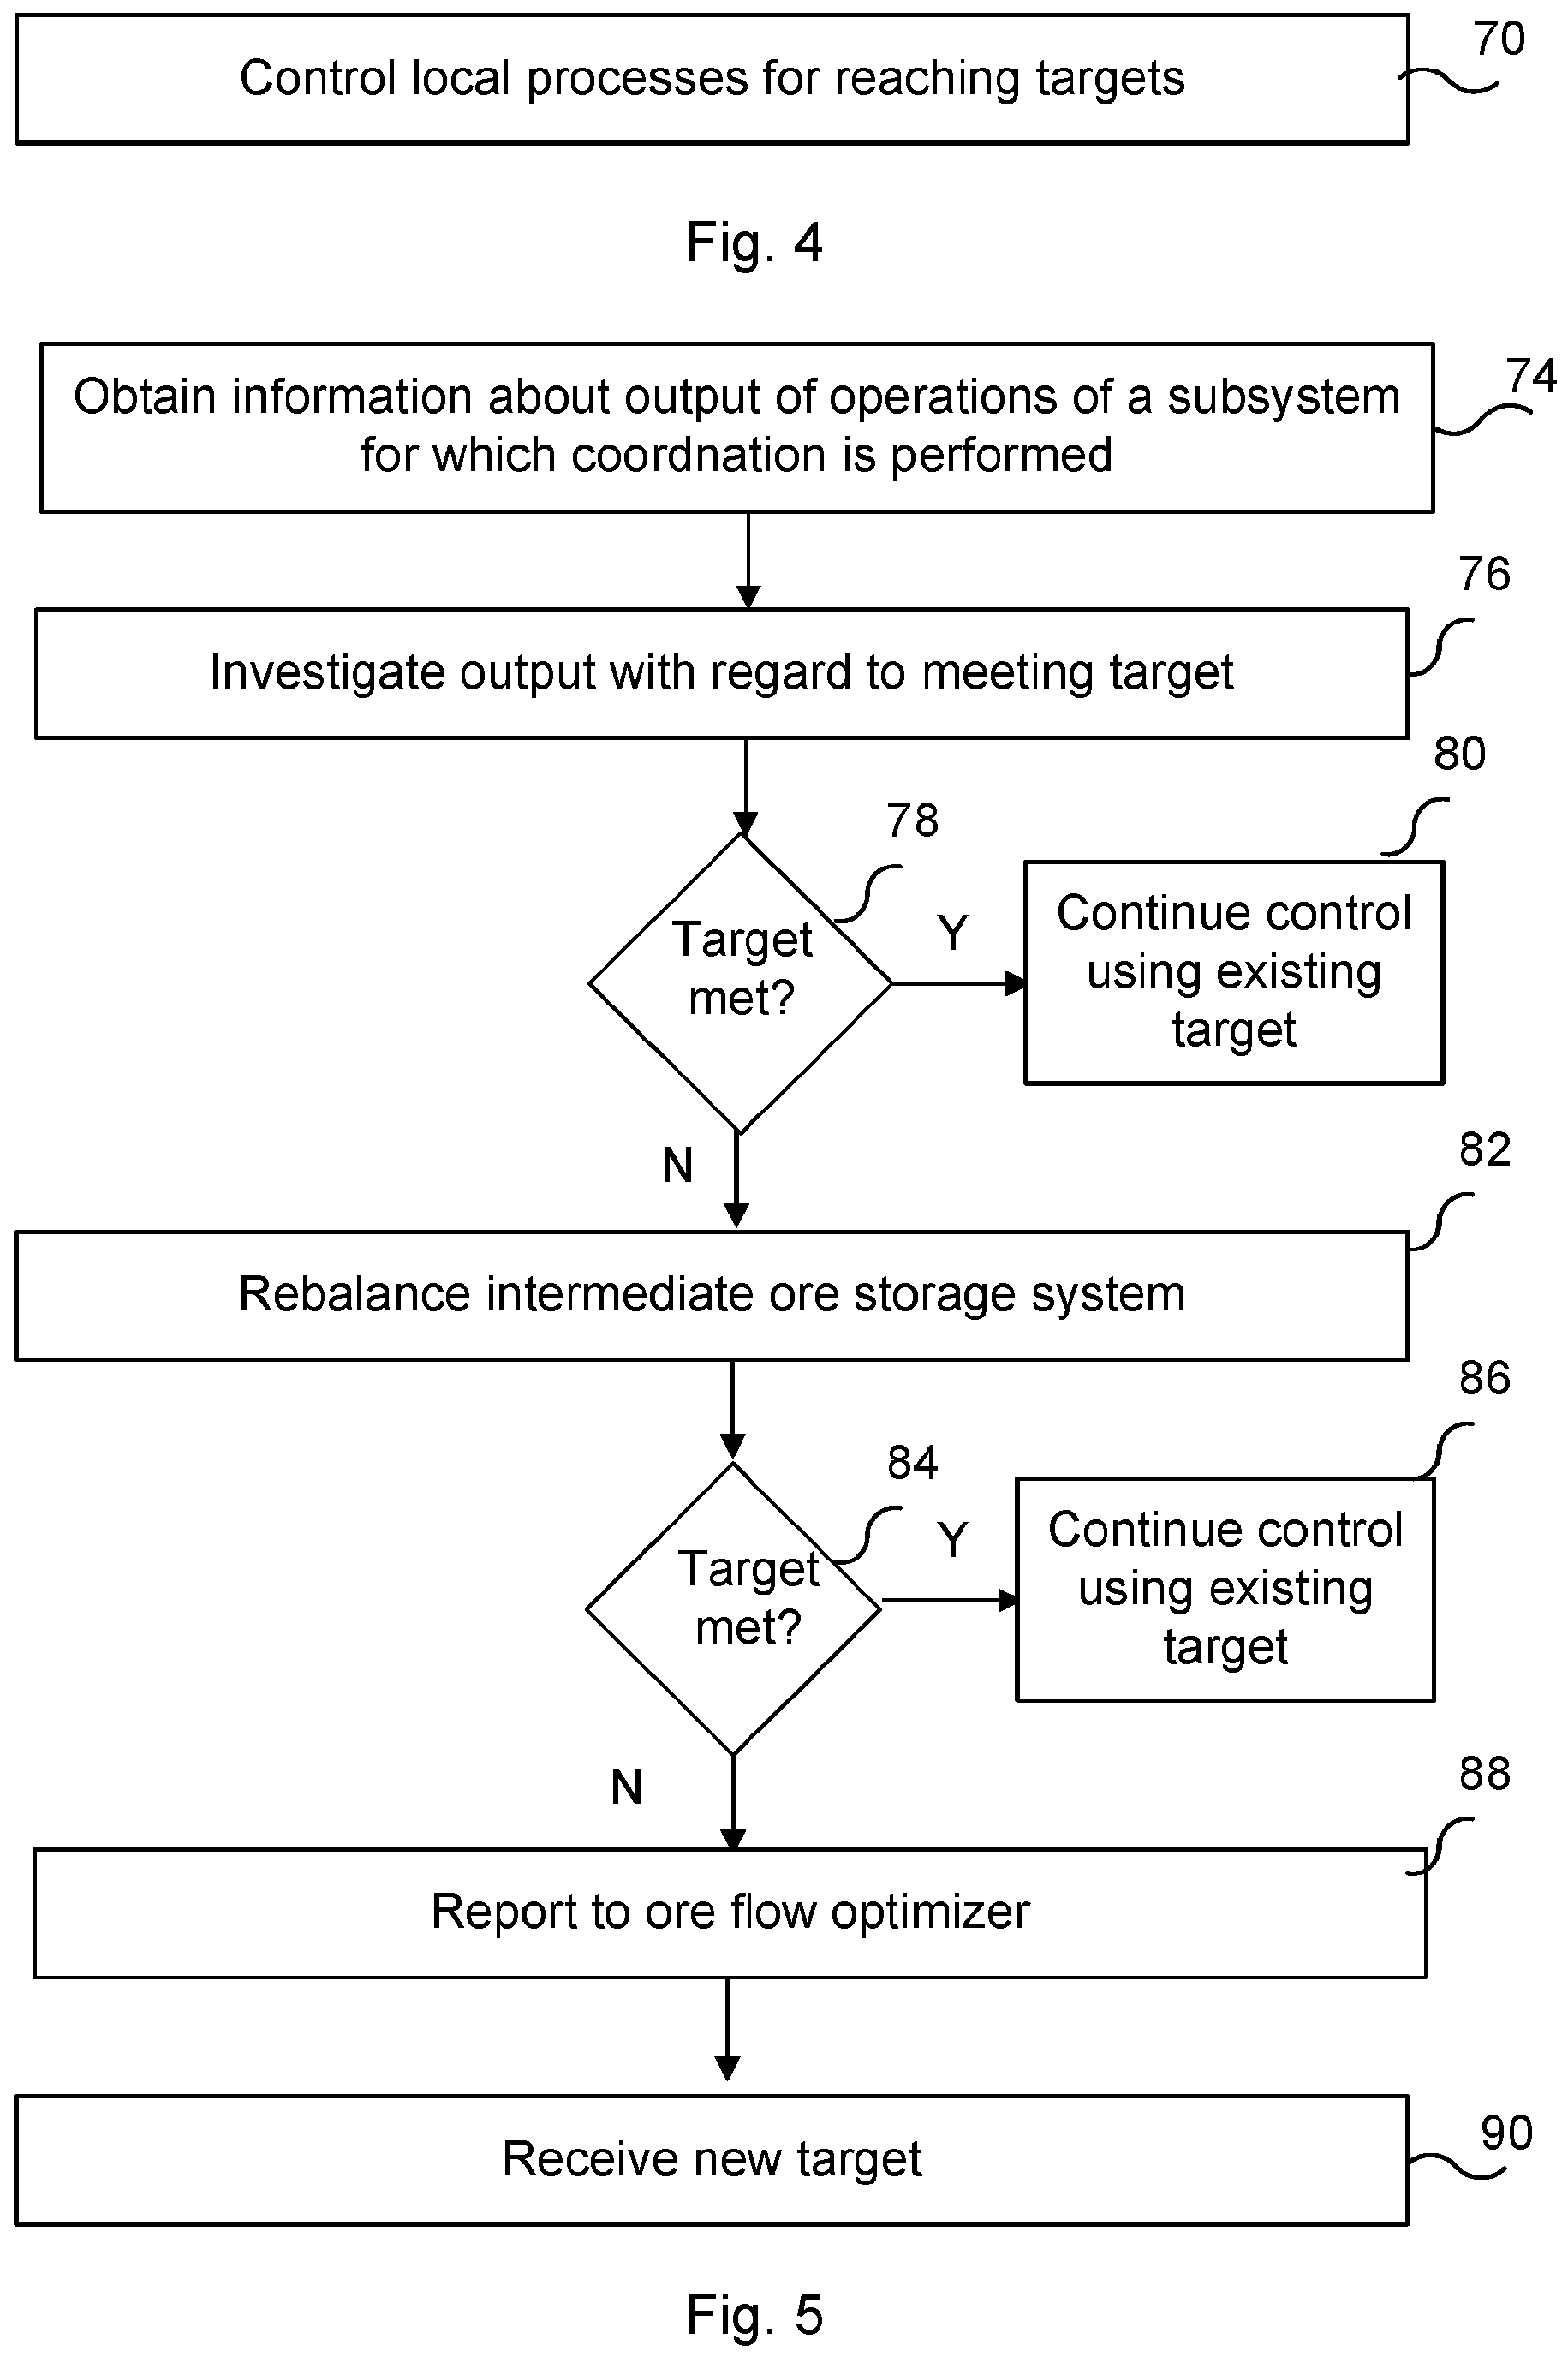 70
Control local processes for reaching targets
Fig. 4
74
Obtain information about output of operations of a subsystem
for which coordnation is performed
76
Investigate output with regard to meeting target
80
78
Target
met?
Y
Continue control
using existing
target
N
82
Rebalance intermediate ore storage system
86
84
Target
met?
Y
Continue control
using existing
target
N
88
Report to ore flow optimizer
90
Receive new target
Fig. 5